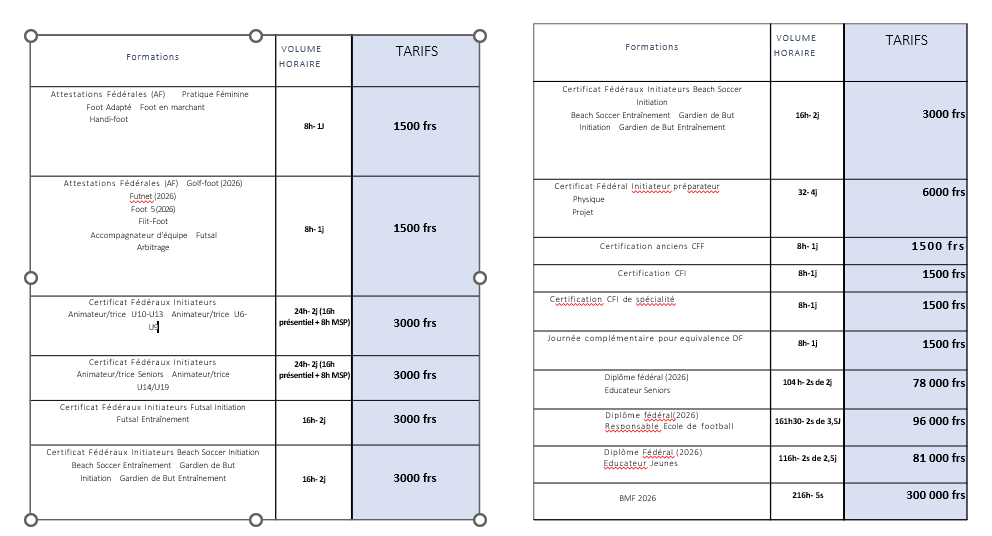 Formations
VOLUME
HORAIRE
TARIFS
Attestations Fédérales (AF) Pratique Féminine
Foot Adapté Foot en marchant
Handi-foot
8h- 1J
1500 frs
Attestations Fédérales (AF) Golf-foot (2026)
Futnet (2026)
Foot 5(2026)
Fiit-Foot
Accompagnateur d'équipe Futsal
Arbitrage
8h- 1j
1500 frs
Certificat Fédéraux Initiateurs
Animateur/trice U10-U13 Animateur/trice U6-
U9
24h- 2j (16h
présentiel + 8h MSP)
3000 frs
Certificat Fédéraux Initiateurs
Animateur/trice Seniors Animateur/trice
U14/U19
24h- 2j (16h
présentiel + 8h MSP)
3000 frs
Certificat Fédéraux Initiateurs Futsal Initiation
Futsal Entraînement
16h- 2j
3000 frs
Certificat Fédéraux Initiateurs Beach Soccer Initiation
Beach Soccer Entraînement Gardien de But
Initiation Gardien de But Entraînement
16h- 2j
3000 frs
Formations
VOLUME
HORAIRE
TARIFS
Certificat Fédéraux Initiateurs Beach Soccer
Initiation
Beach Soccer Entraînement Gardien de But
Initiation Gardien de But Entraînement
16h- 2j
3000 frs
Certificat Fédéral Initiateur préparateur
Physique
Projet
32- 4j
6000 frs
Certification anciens CFF
8h- 1j
1500 frs
Certification CFI
8h-1j
1500 frs
Certification CFI de spécialité
8h-1j
1500 frs
Journée complémentaire pour equivalence DF
8h- 1j
1500 frs
Diplôme fédéral (2026)
Educateur Seniors
104 h- 2s de 2j
78 000 frs
Diplôme fédéral(2026)
Responsable Ecole de football
161h30- 2s de 3,5J
96 000 frs
Diplôme Fédéral (2026)
Educateur Jeunes
116h- 2s de 2,5j
81 000 frs
BMF 2026
216h- 5s
300 000 frs